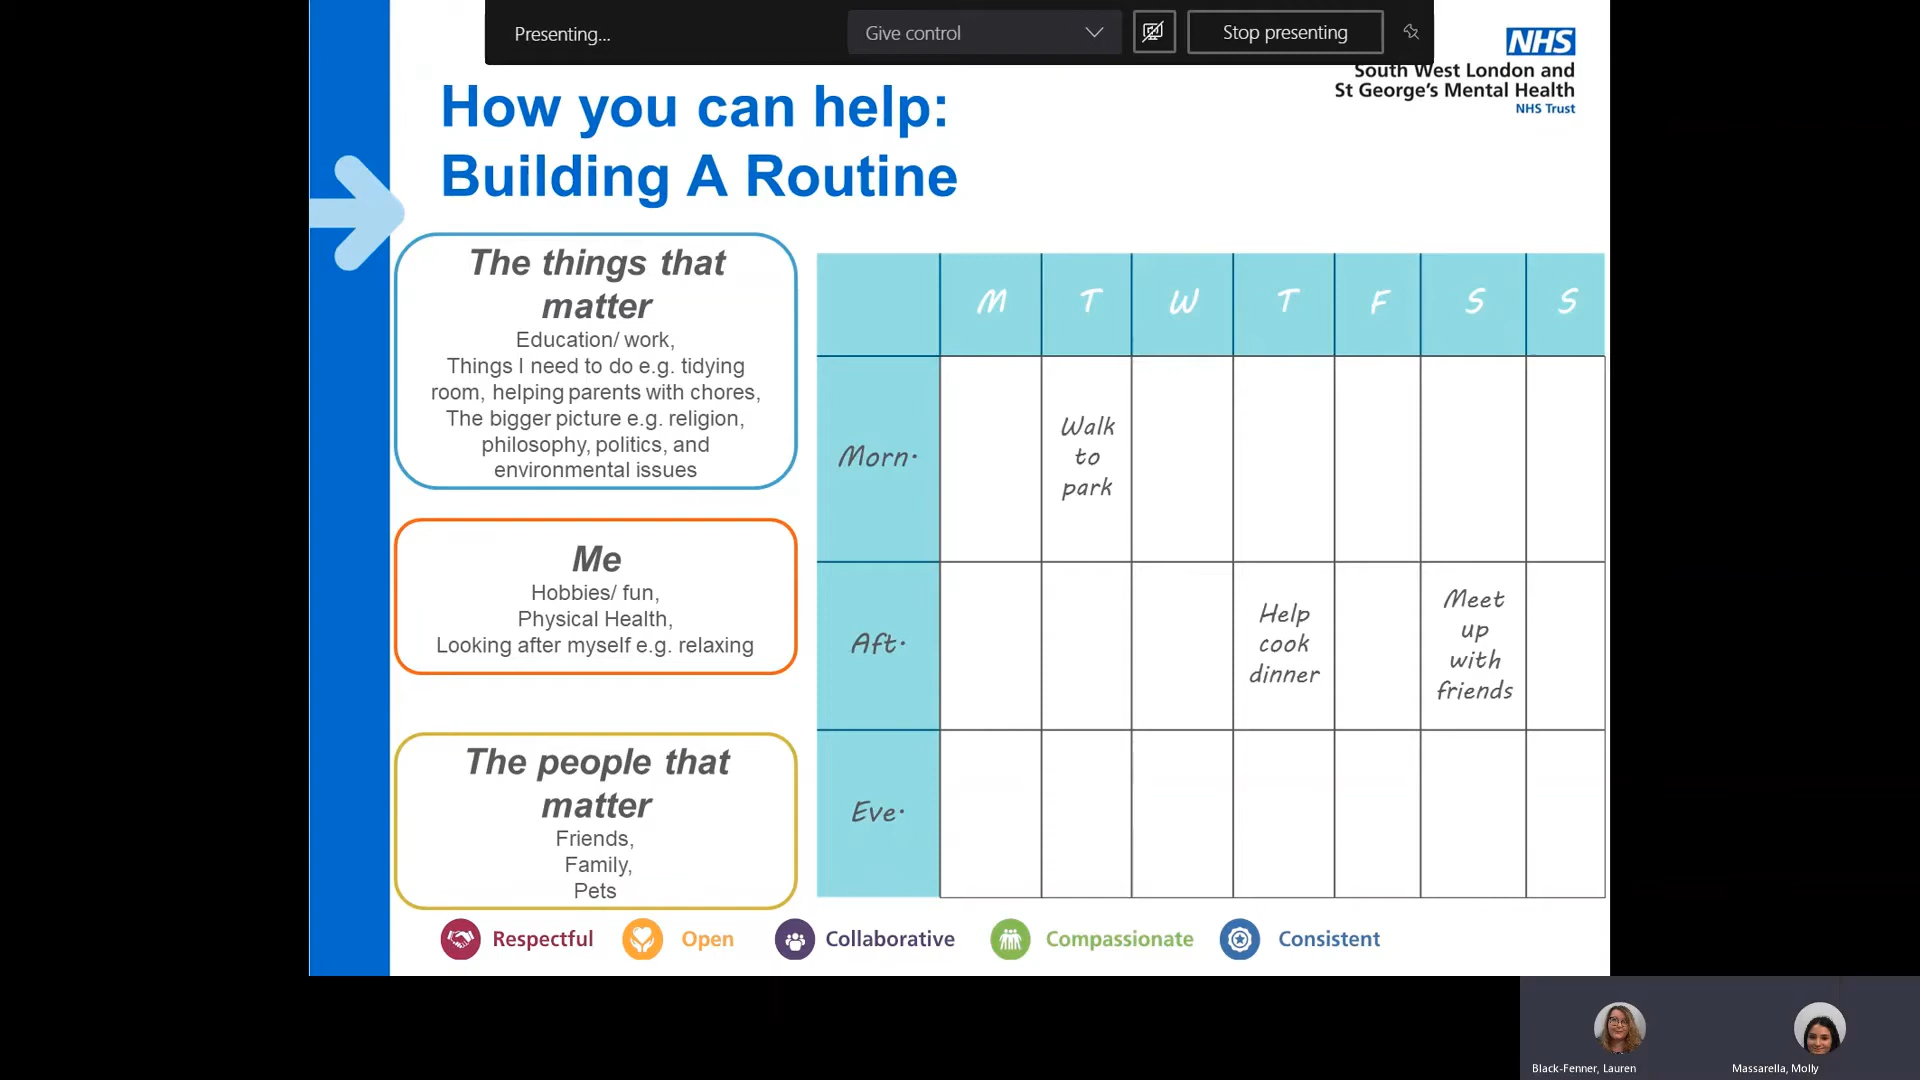 Presenting...
Give control
Stop presenting
NHS
South West London and
St George's Mental Health
NHS Trust
How you can help:
Building A Routine
The things that
matter
Education/ work,
Things I need to do e.g. tidying
room, helping parents with chores,
The bigger picture e.g. religion,
philosophy, politics, and
environmental issues
Me
Hobbies/ fun,
Physical Health,
Looking after myself e.g. relaxing
The people that
matter
Friends,
Family,
Pets
M T W T F S S
Morn.
Walk
to
park
Aft.
Help
cook
dinner
Meet
up
with
friends
Eve.
Respectful Open Collaborative Compassionate Consistent
Black-Fenner, Lauren
Massarella, Molly